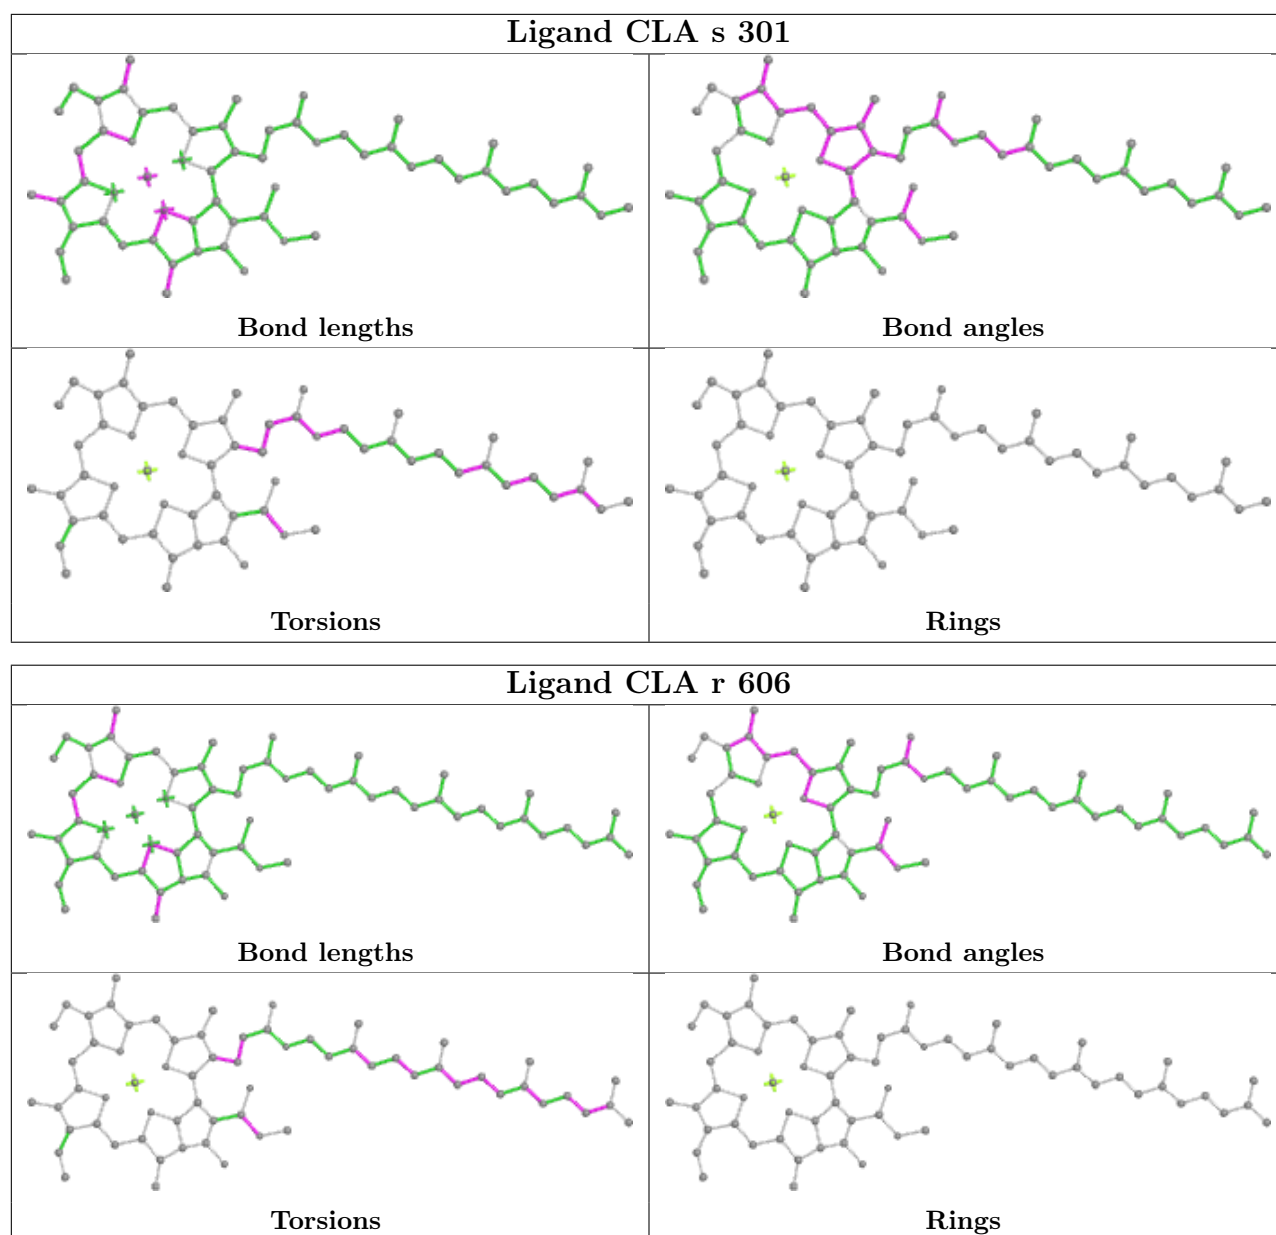 Ligand CLA s 301
Bond lengths
Bond angles
Torsions
Rings
Ligand CLA r 606
Bond lengths
Bond angles
Torsions
Rings